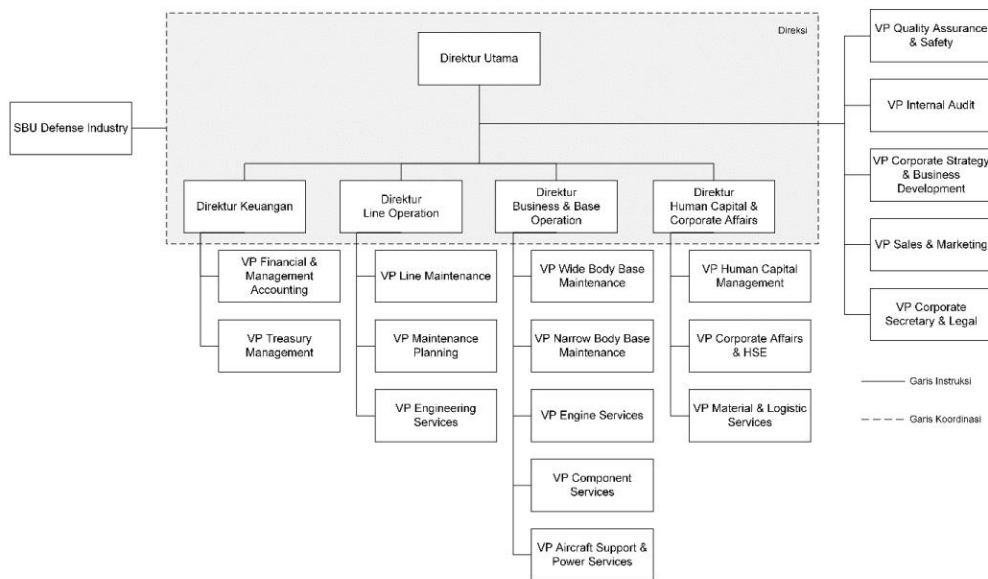 Direksi
Direktur Utama
VP Quality Assurance
& Safety
SBU Defense Industry
VP Internal Audit
VP Corporate Strategy
& Business
Development
Direktur Keuangan
Direktur
Line Operation
Direktur
Business & Base
Operation
Direktur
Human Capital &
Corporate Affairs
VP Sales & Marketing
VP Financial &
Management
Accounting
VP Line Maintenance
VP Wide Body Base
Maintenance
VP Human Capital
Management
VP Corporate
Secretary & Legal
VP Treasury
Management
VP Maintenance
Planning
VP Narrow Body Base
Maintenance
VP Corporate Affairs
& HSE
Garis Instruksi
Garis Koordinasi
VP Engineering
Services
VP Engine Services
VP Material & Logistic
Services
VP Component
Services
VP Aircraft Support &
Power Services